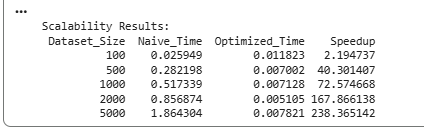 ...
Scalability Results:
Dataset_Size Naive_Time Optimized_Time Speedup
100 0.025949 0.011823 2.194737
500 0.282198 0.007002 40.301407
1000 0.517339 0.007128 72.574668
2000 0.856874 0.005105 167.866138
5000 1.864304 0.007821 238.365142